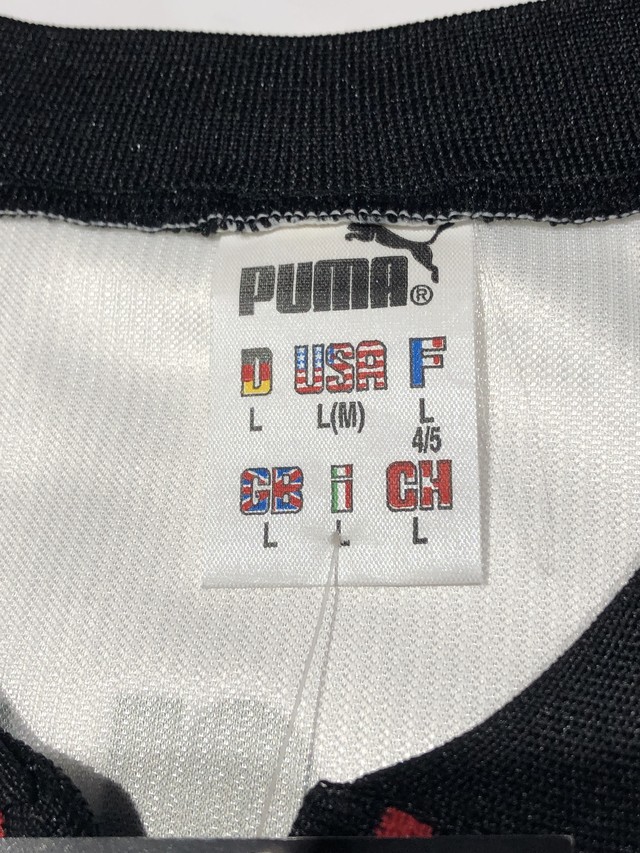 PUMA®
D USA F
L L(M) L
4/5
GB i CH
L L L